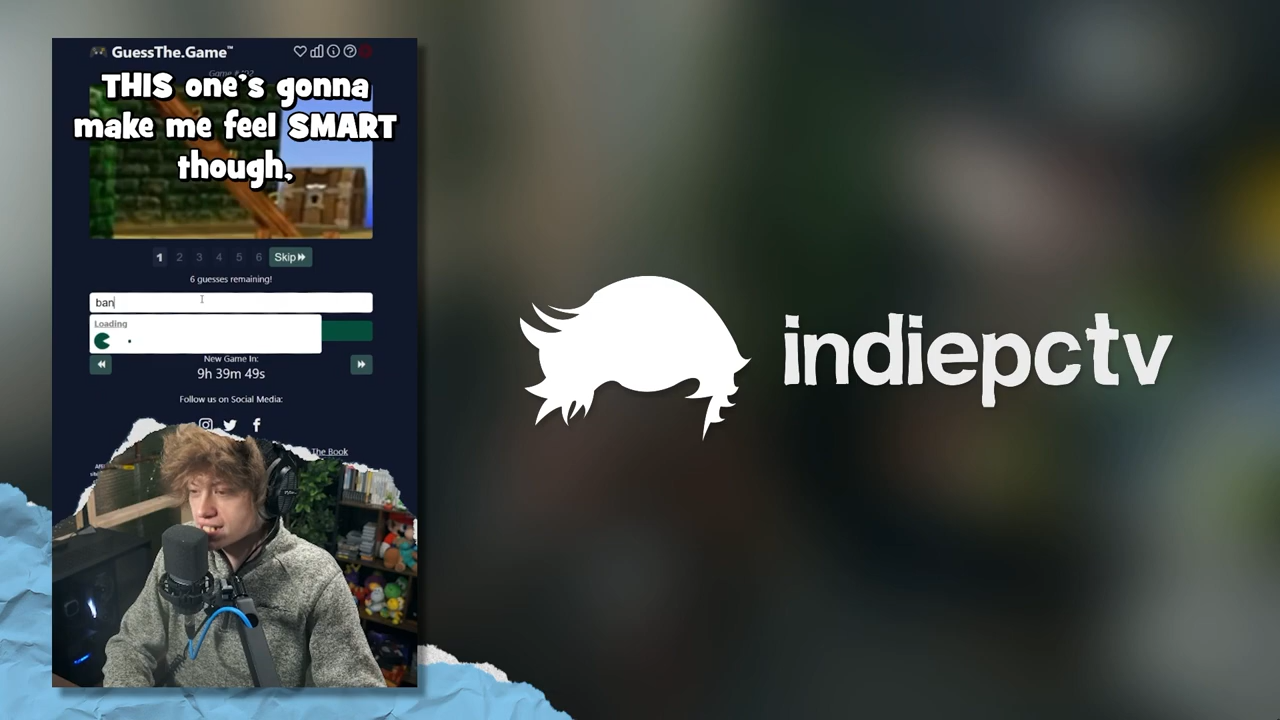 GuessThe.Game™
THIS one's gonna
make me feel SMART
though.
1 2 3 4 5 6 Skip
6 guesses remaining!
ban
Loading
New Game In:
9h 39m 49s
Follow us on Social Media:
The Book
indiepctv